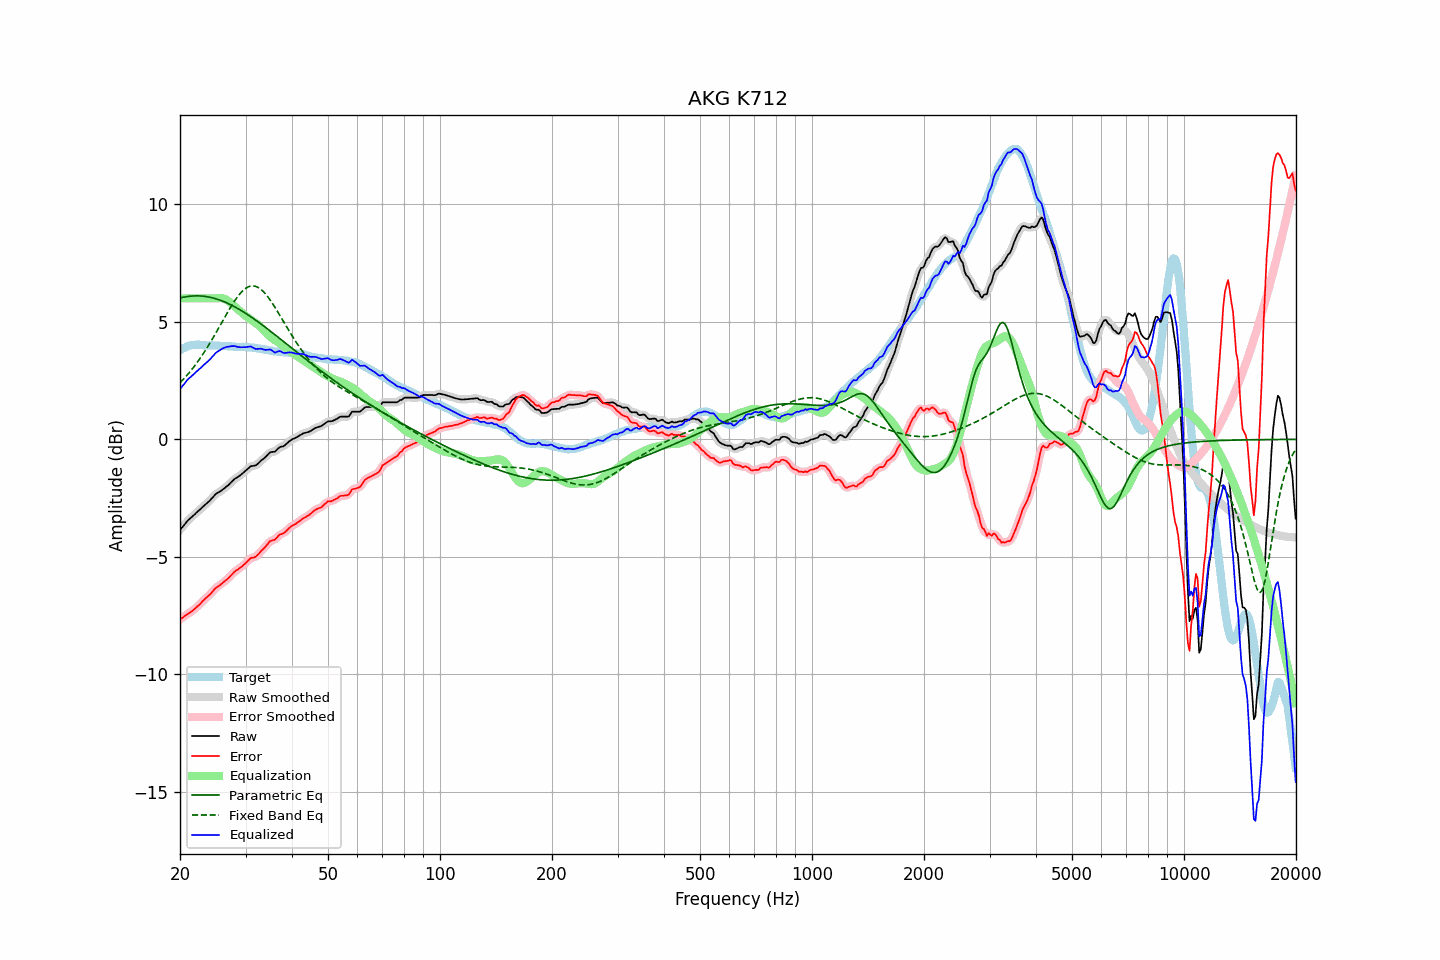 AKG K712
Amplitude (dBr)
10
5
0
−5
−10
−15
Target
Raw Smoothed
Error Smoothed
Raw
Error
Equalization
Parametric Eq
Fixed Band Eq
Equalized
20 50 100 200 500 1000 2000 5000 10000 20000
Frequency (Hz)